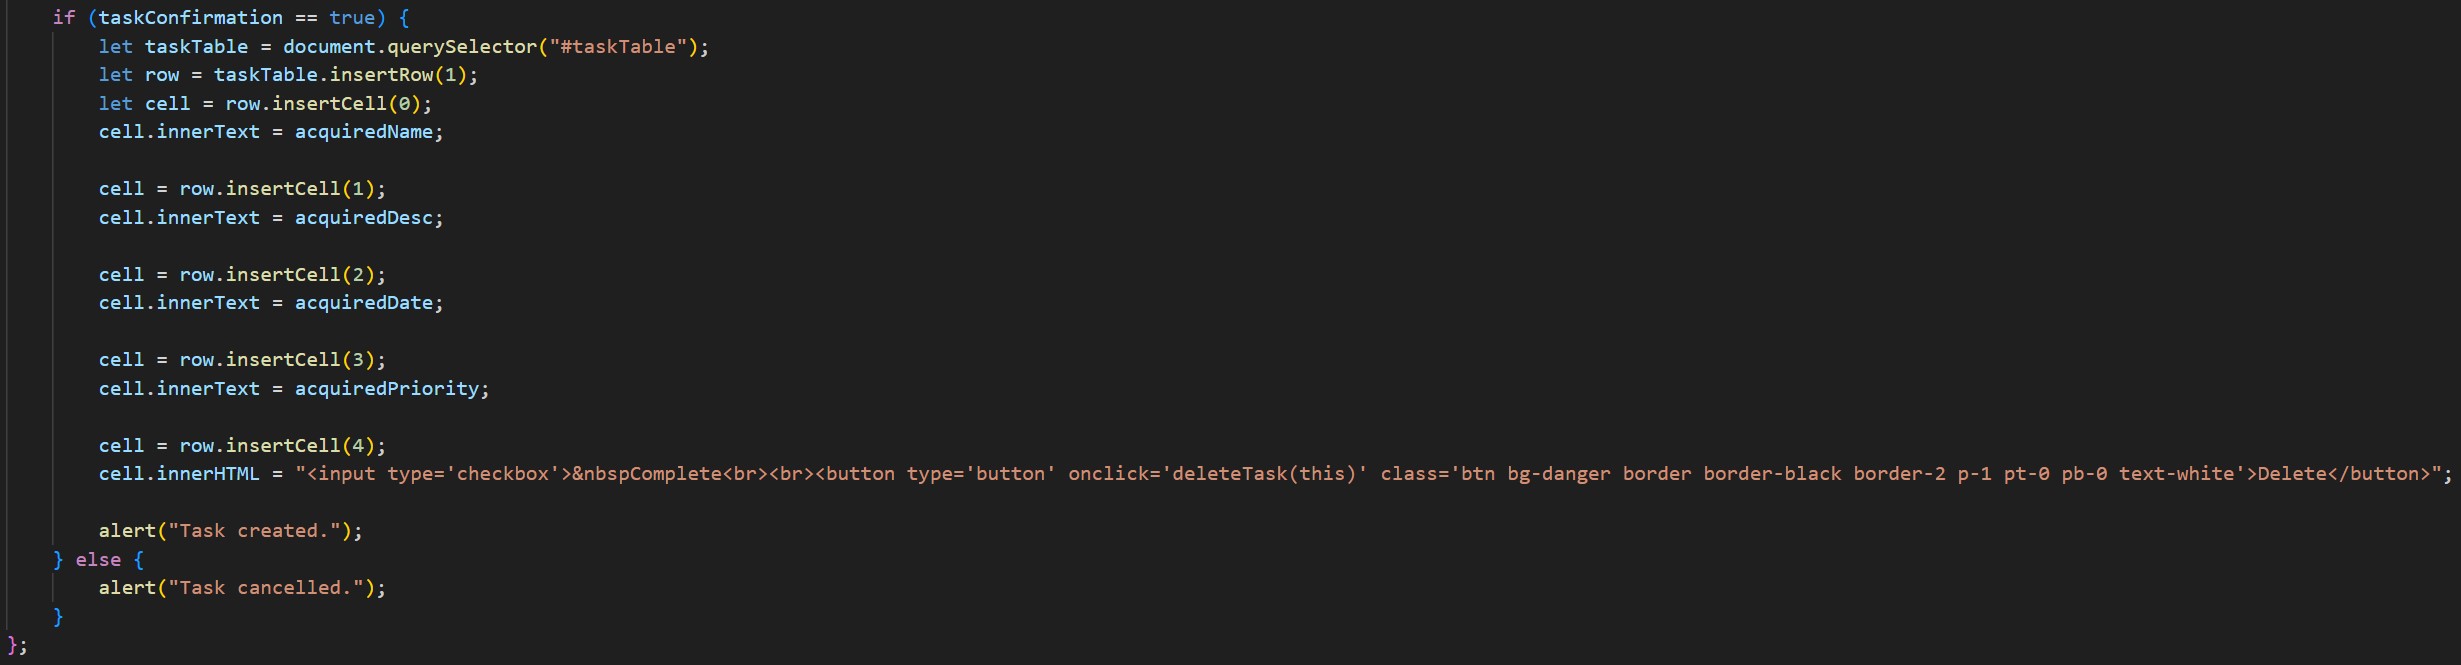 if (taskConfirmation == true) {
let taskTable = document.querySelector("#taskTable");
let row = taskTable.insertRow(1);
let cell = row.insertCell(0);
cell.innerText = acquiredName;
cell = row.insertCell(1);
cell.innerText = acquiredDesc;
cell = row.insertCell(2);
cell.innerText = acquiredDate;
cell = row.insertCell(3);
cell.innerText = acquiredPriority;
cell = row.insertCell(4);
cell.innerHTML = "<input type='checkbox'>&nbspComplete<br><br><button type='button' onclick='deleteTask(this)' class='btn bg-danger border border-black border-2 p-1 pt-0 pb-0 text-white'>Delete</button>";
alert("Task created.");
} else {
alert("Task cancelled.");
}
};